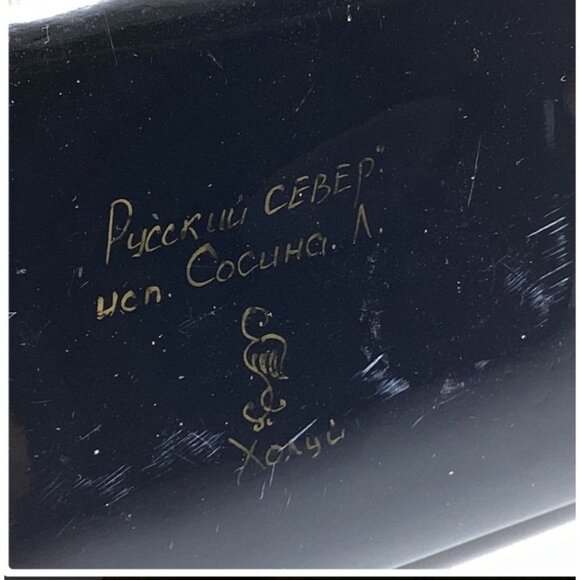 "Русский СЕВЕР."
исп. Сосина. Л.
Холуй